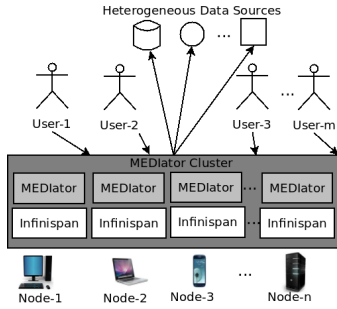 Heterogeneous Data Sources
...
User-1 User-2 User-3 ... User-m
MEDIator Cluster
MEDIator MEDIator MEDIator ... MEDIator
Infinispan Infinispan Infinispan ... Infinispan
...
Node-1 Node-2 Node-3 Node-n